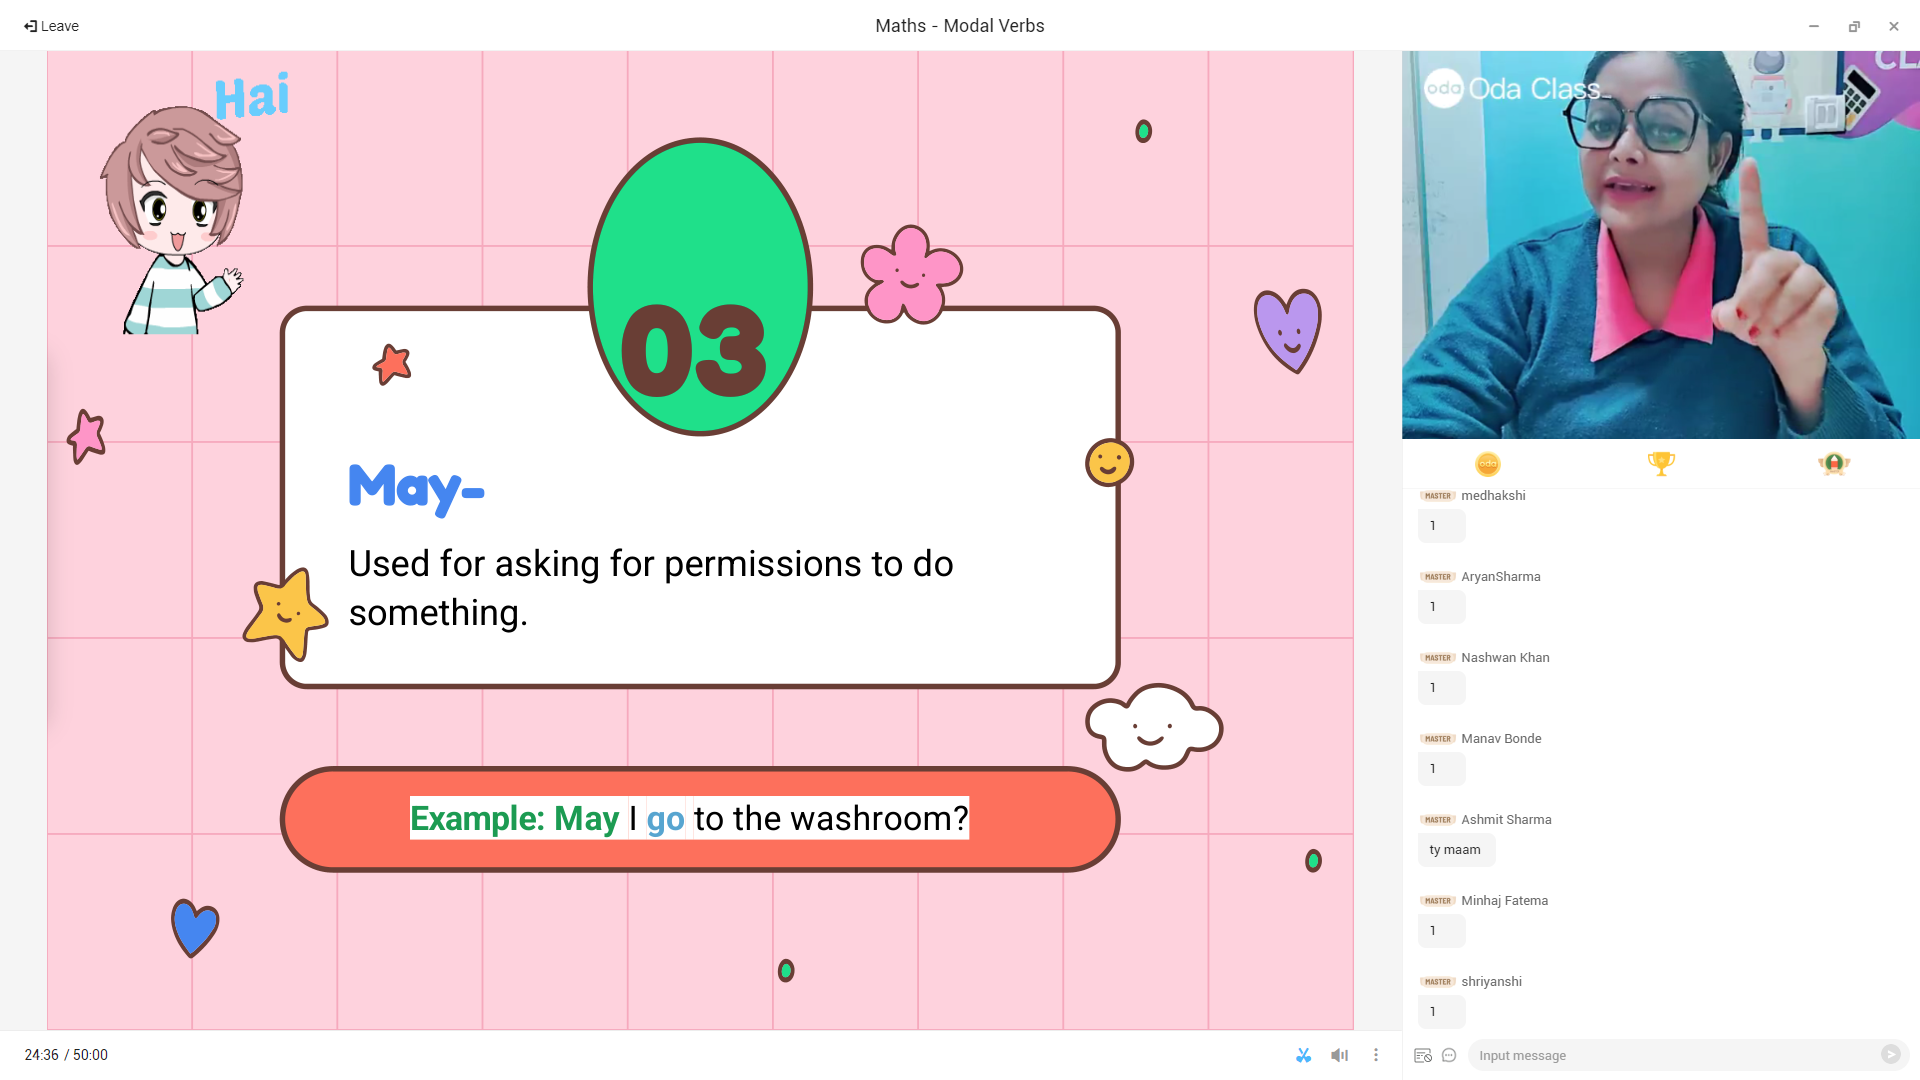 Leave
Maths - Modal Verbs
Hai
03
May-
Used for asking for permissions to do
something.
Example: May I go to the washroom?
24:36 / 50:00
oda Oda Class
CL
oda
MASTER medhakshi
1
MASTER AryanSharma
1
MASTER Nashwan Khan
1
MASTER Manav Bonde
1
MASTER Ashmit Sharma
ty maam
MASTER Minhaj Fatema
1
MASTER shriyanshi
1
Input message